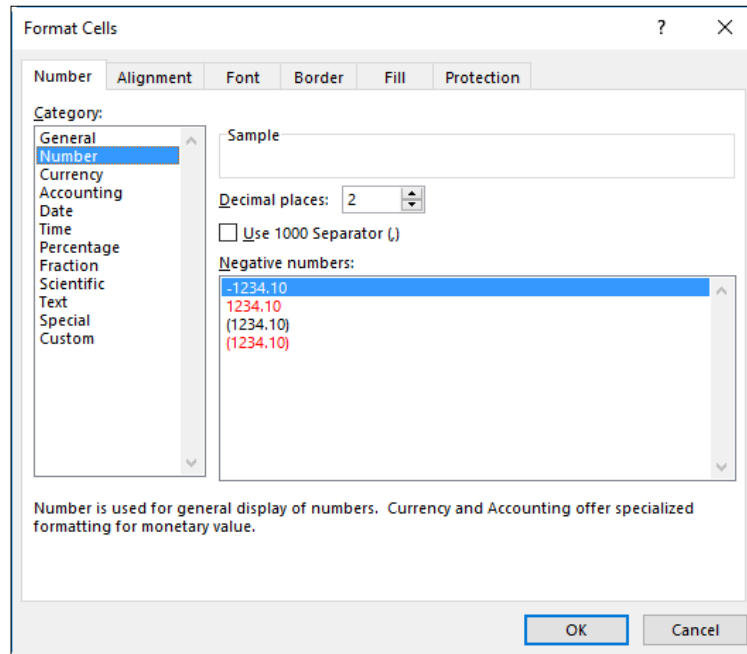 Format Cells
? X
Number Alignment Font Border Fill Protection
Category:
General
Number
Currency
Accounting
Date
Time
Percentage
Fraction
Scientific
Text
Special
Custom
Sample
Decimal places: 2
Use 1000 Separator (,)
Negative numbers:
-1234.10
1234.10
(1234.10)
(1234.10)
Number is used for general display of numbers. Currency and Accounting offer specialized
formatting for monetary value.
OK Cancel